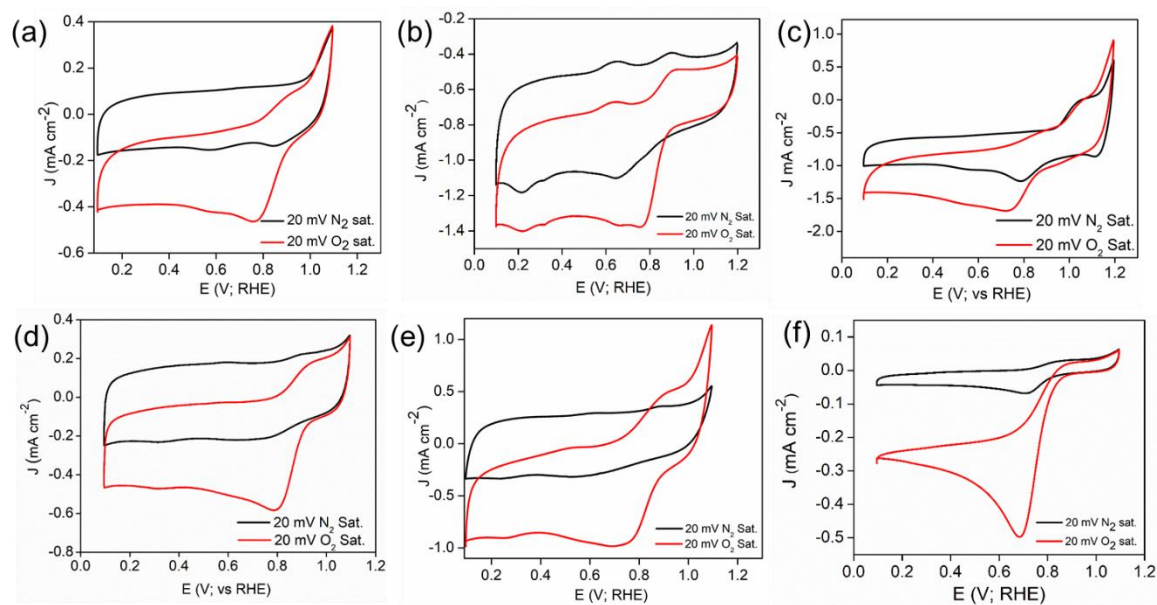 (a)
0.4
0.2
0.0
-0.2
-0.4
-0.6
J (mA cm⁻²)
20 mV N₂ sat.
20 mV O₂ sat.
0.2 0.4 0.6 0.8 1.0 1.2
E (V; RHE)
(b)
-0.2
-0.4
-0.6
-0.8
-1.0
-1.2
-1.4
J (mA cm⁻²)
20 mV N₂ Sat.
20 mV O₂ Sat.
0.0 0.2 0.4 0.6 0.8 1.0 1.2
E (V; RHE)
(c)
1.0
0.5
0.0
-0.5
-1.0
-1.5
-2.0
J mA cm⁻²
20 mV N₂ Sat.
20 mV O₂ Sat.
0.0 0.2 0.4 0.6 0.8 1.0 1.2
E (V; vs RHE)
(d)
0.4
0.2
0.0
-0.2
-0.4
-0.6
-0.8
J (mA cm⁻²)
20 mV N₂ Sat.
20 mV O₂ Sat.
0.0 0.2 0.4 0.6 0.8 1.0 1.2
E (V; vs RHE)
(e)
1.0
0.5
0.0
-0.5
-1.0
J (mA cm⁻²)
20 mV N₂ Sat.
20 mV O₂ Sat.
0.2 0.4 0.6 0.8 1.0 1.2
E (V; RHE)
(f)
0.1
0.0
-0.1
-0.2
-0.3
-0.4
-0.5
J (mA cm⁻²)
20 mV N₂ sat.
20 mV O₂ sat.
0.0 0.2 0.4 0.6 0.8 1.0 1.2
E (V; RHE)